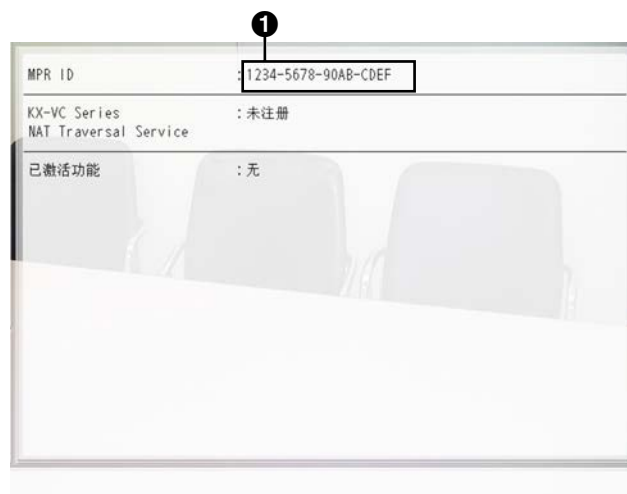 ❶
MPR ID : 1234-5678-90AB-CDEF
KX-VC Series : 未注册
NAT Traversal Service
已激活功能 : 无